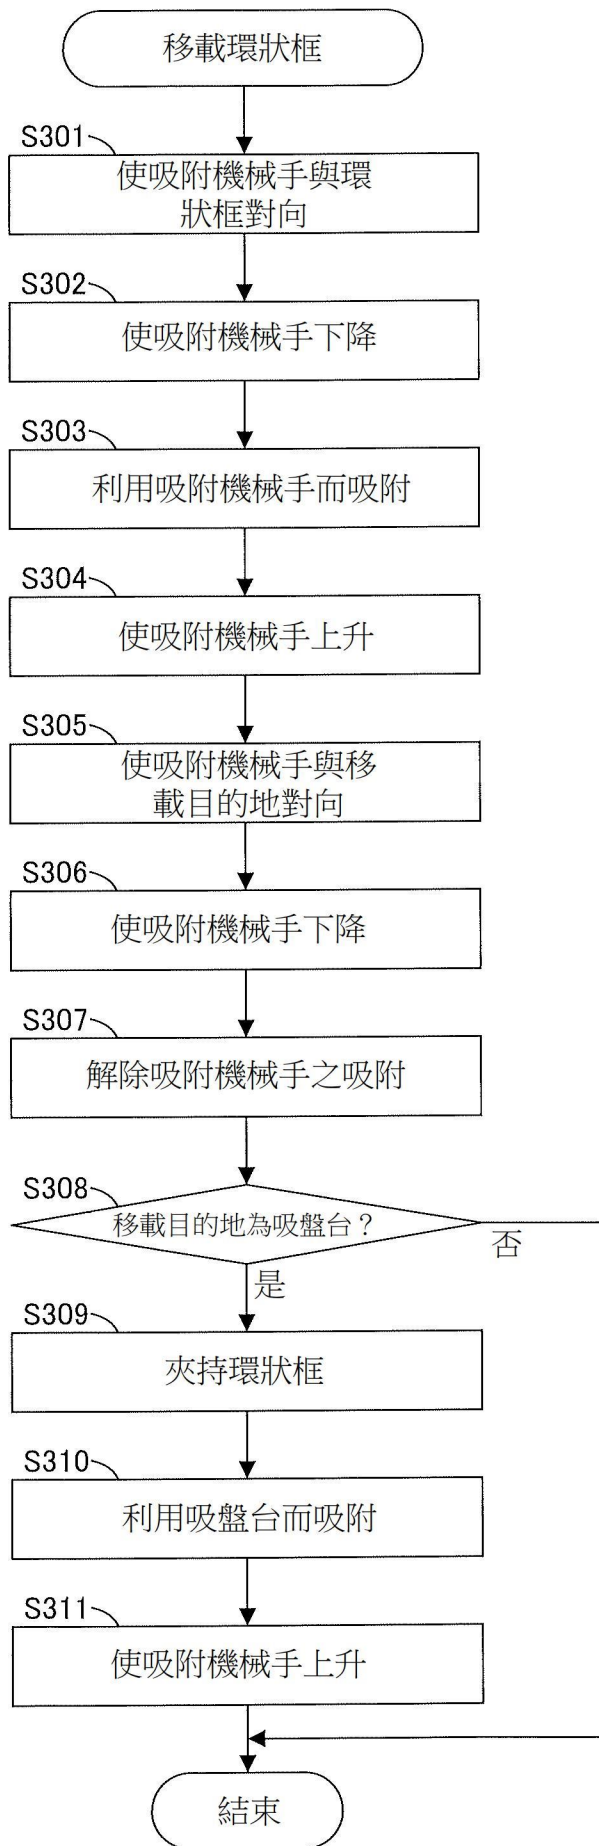 移載環狀框
S301
使吸附機械手與環
狀框對向
S302
使吸附機械手下降
S303
利用吸附機械手而吸附
S304
使吸附機械手上升
S305
使吸附機械手與移
載目的地對向
S306
使吸附機械手下降
S307
解除吸附機械手之吸附
S308
移載目的地為吸盤台？
否
是
S309
夾持環狀框
S310
利用吸盤台而吸附
S311
使吸附機械手上升
結束